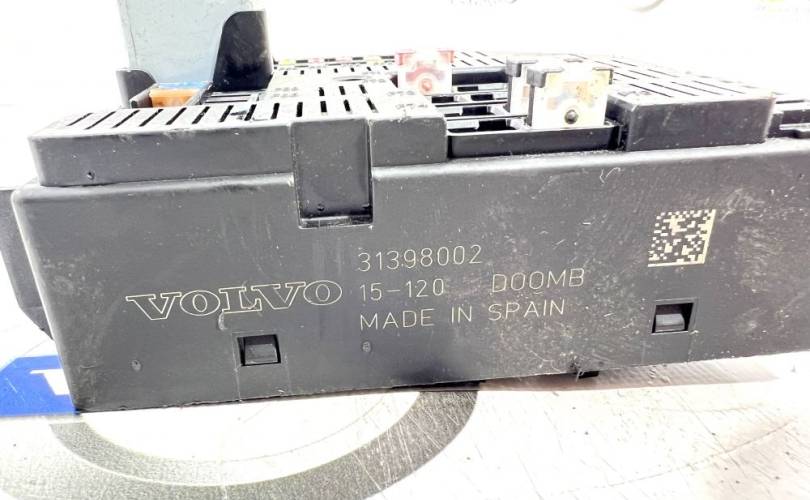 31398002
VOLVO 15-120 D00MB
MADE IN SPAIN